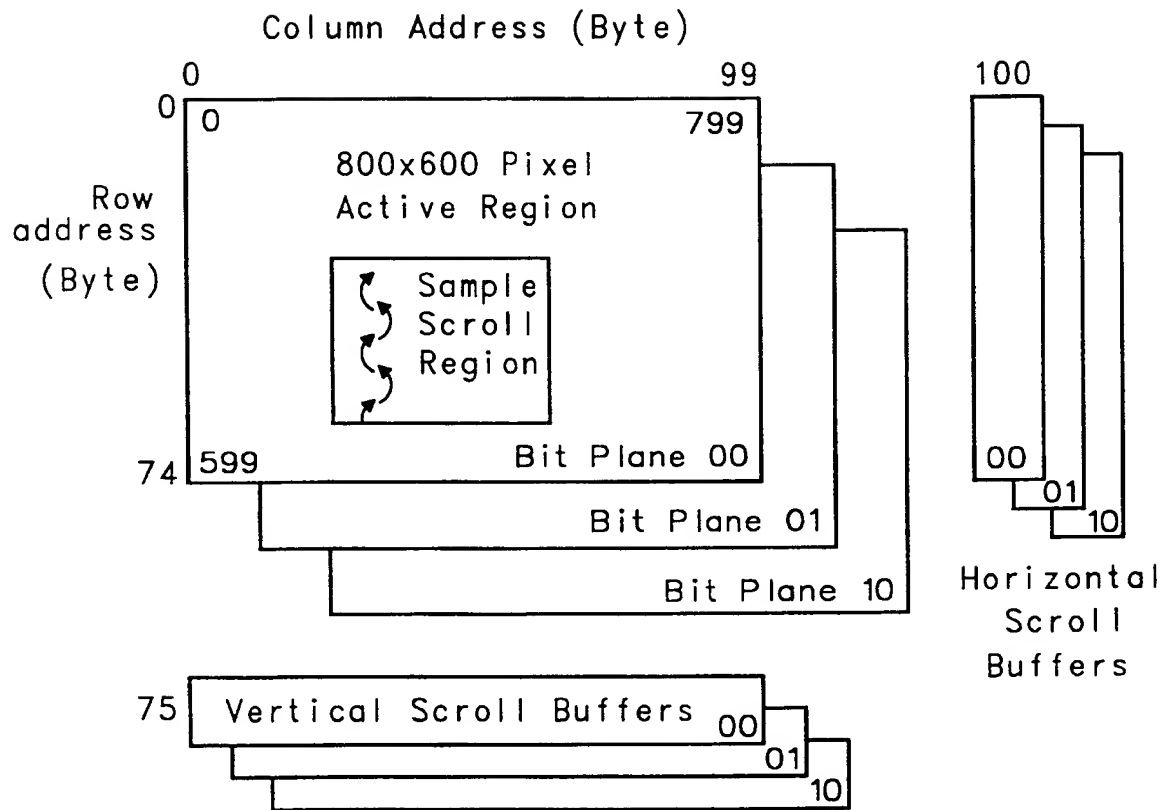 Column Address (Byte)
0 99 100
0 0 799
800x600 Pixel
Active Region
Row
address
(Byte)
Sample
Scroll
Region
74 599 Bit Plane 00
00
01
10
Bit Plane 01
Bit Plane 10
Horizontal
Scroll
Buffers
75 Vertical Scroll Buffers 00
01
10